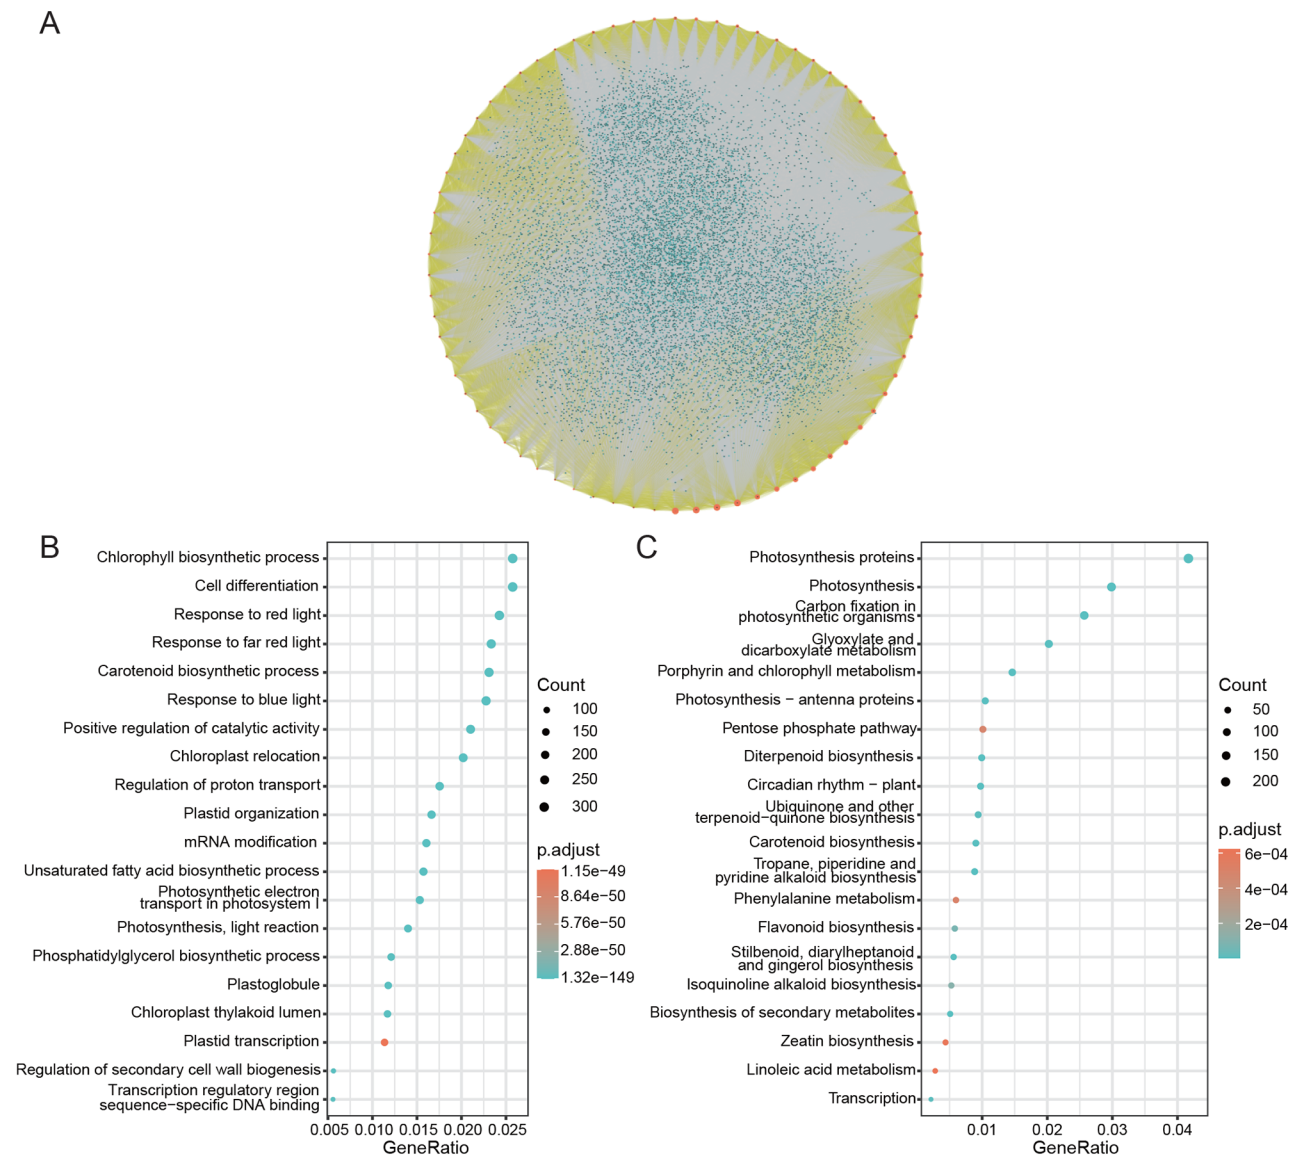 A
B
Chlorophyll biosynthetic process
Cell differentiation
Response to red light
Response to far red light
Carotenoid biosynthetic process
Response to blue light
Positive regulation of catalytic activity
Chloroplast relocation
Regulation of proton transport
Plastid organization
mRNA modification
Unsaturated fatty acid biosynthetic process
Photosynthetic electron
transport in photosystem I
Photosynthesis, light reaction
Phosphatidylglycerol biosynthetic process
Plastoglobule
Chloroplast thylakoid lumen
Plastid transcription
Regulation of secondary cell wall biogenesis
Transcription regulatory region
sequence−specific DNA binding
0.005 0.010 0.015 0.020 0.025
GeneRatio
Count
100
150
200
250
300
p.adjust
1.15e−49
8.64e−50
5.76e−50
2.88e−50
1.32e−149
C
Photosynthesis proteins
Photosynthesis
Carbon fixation in
photosynthetic organisms
Glyoxylate and
dicarboxylate metabolism
Porphyrin and chlorophyll metabolism
Photosynthesis − antenna proteins
Pentose phosphate pathway
Diterpenoid biosynthesis
Circadian rhythm − plant
Ubiquinone and other
terpenoid−quinone biosynthesis
Carotenoid biosynthesis
Tropane, piperidine and
pyridine alkaloid biosynthesis
Phenylalanine metabolism
Flavonoid biosynthesis
Stilbenoid, diarylheptanoid
and gingerol biosynthesis
Isoquinoline alkaloid biosynthesis
Biosynthesis of secondary metabolites
Zeatin biosynthesis
Linoleic acid metabolism
Transcription
0.01 0.02 0.03 0.04
GeneRatio
Count
50
100
150
200
p.adjust
6e−04
4e−04
2e−04